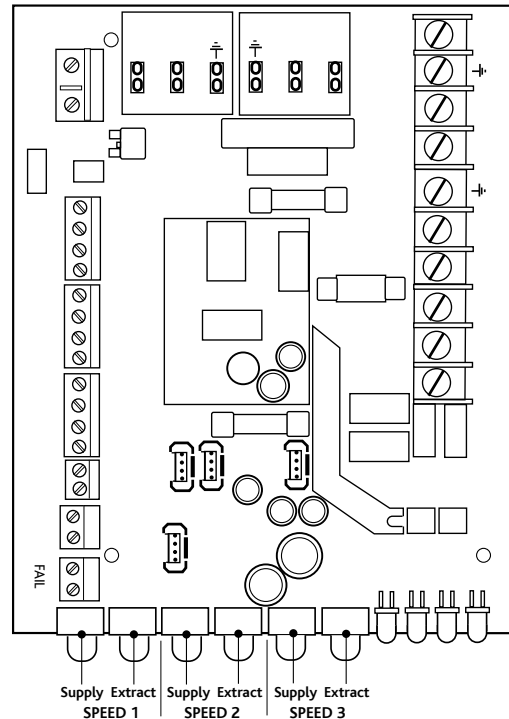 FAIL
Supply Extract Supply Extract Supply Extract
SPEED 1 SPEED 2 SPEED 3